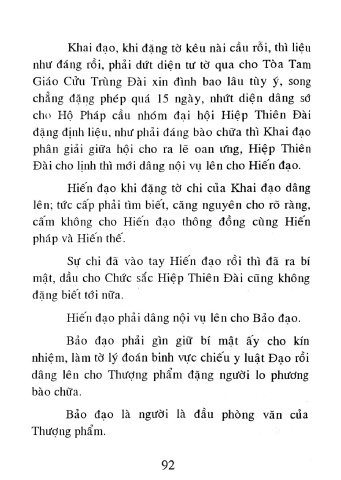 Khai đạo, khi đặng tờ kêu nài cầu rỗi, thì liệu
như đáng rỗi, phải dứt diện tư tờ qua cho Tòa Tam
Giáo Cửu Trùng Đài xin đình bao lâu tùy ý, song
chẳng đặng phép quá 15 ngày, nhứt diện dâng sớ
cho Hộ Pháp cầu nhóm đại hội Hiệp Thiên Đài
đặng định liệu, như phải đáng bào chữa thì Khai đạo
phân giải giữa hội cho ra lẽ oan ưng, Hiệp Thiên
Đài cho lịnh thì mới dâng nội vụ lên cho Hiến đạo.
Hiến đạo khi đặng tờ chi của Khai đạo dâng
lên; tức cấp phải tìm biết, căng nguyên cho rõ ràng,
cấm không cho Hiến đạo thông đồng cùng Hiến
pháp và Hiến thế.
Sự chi đã vào tay Hiến đạo rồi thì đã ra bí
mật, dầu cho Chức sắc Hiệp Thiên Đài cũng không
đặng biết tới nữa.
Hiến đạo phải dâng nội vụ lên cho Bảo đạo.
Bảo đạo phải gìn giữ bí mật ấy cho kín
nhiệm, làm tờ lý đoán binh vực chiếu y luật Đạo rồi
dâng lên cho Thượng phẩm đặng người lo phương
bào chữa.
Bảo đạo là người là đầu phòng văn của
Thượng phẩm.
92